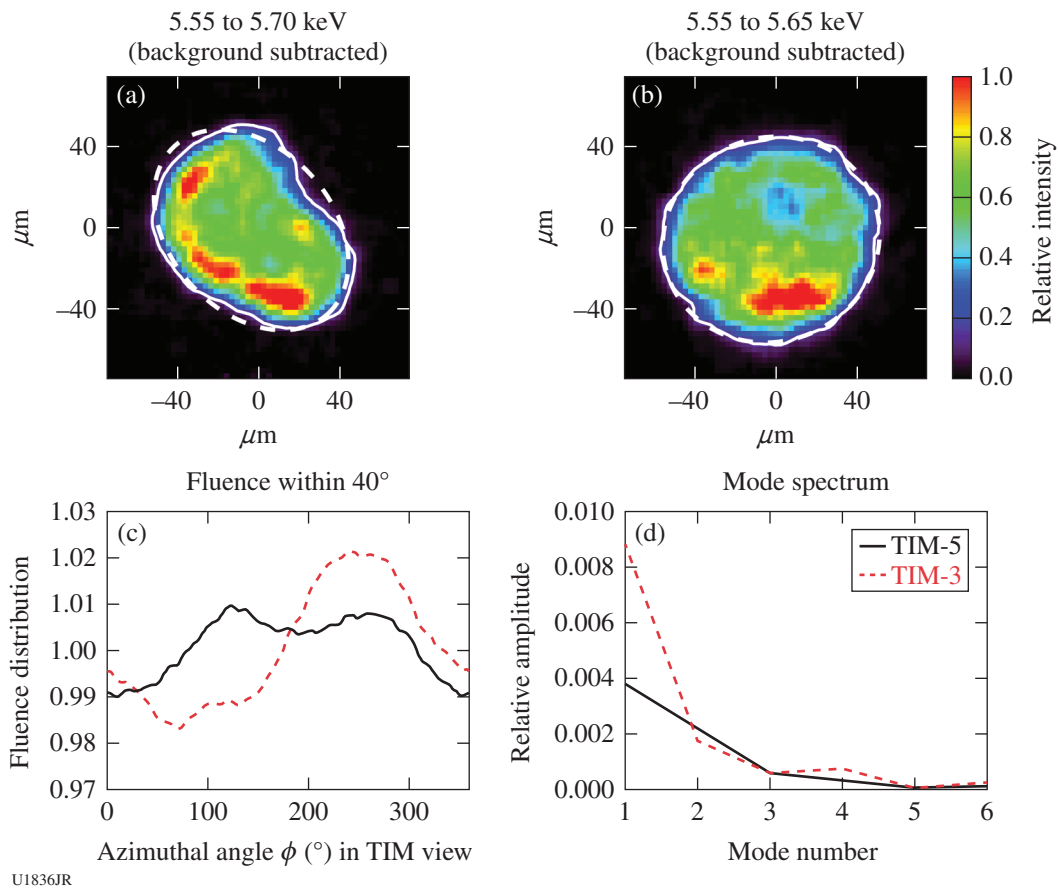 5.55 to 5.70 keV
(background subtracted)
5.55 to 5.65 keV
(background subtracted)
(a)
40
0
–40
μm
–40 0 40
μm
(b)
40
0
–40
μm
–40 0 40
μm
1.0
0.8
0.6
0.4
0.2
0.0
Relative intensity
Fluence within 40°
(c)
1.03
1.02
1.01
1.00
0.99
0.98
0.97
Fluence distribution
0 100 200 300
Azimuthal angle ϕ (°) in TIM view
Mode spectrum
(d)
TIM-5
TIM-3
0.010
0.008
0.006
0.004
0.002
0.000
Relative amplitude
1 2 3 4 5 6
Mode number
U1836JR